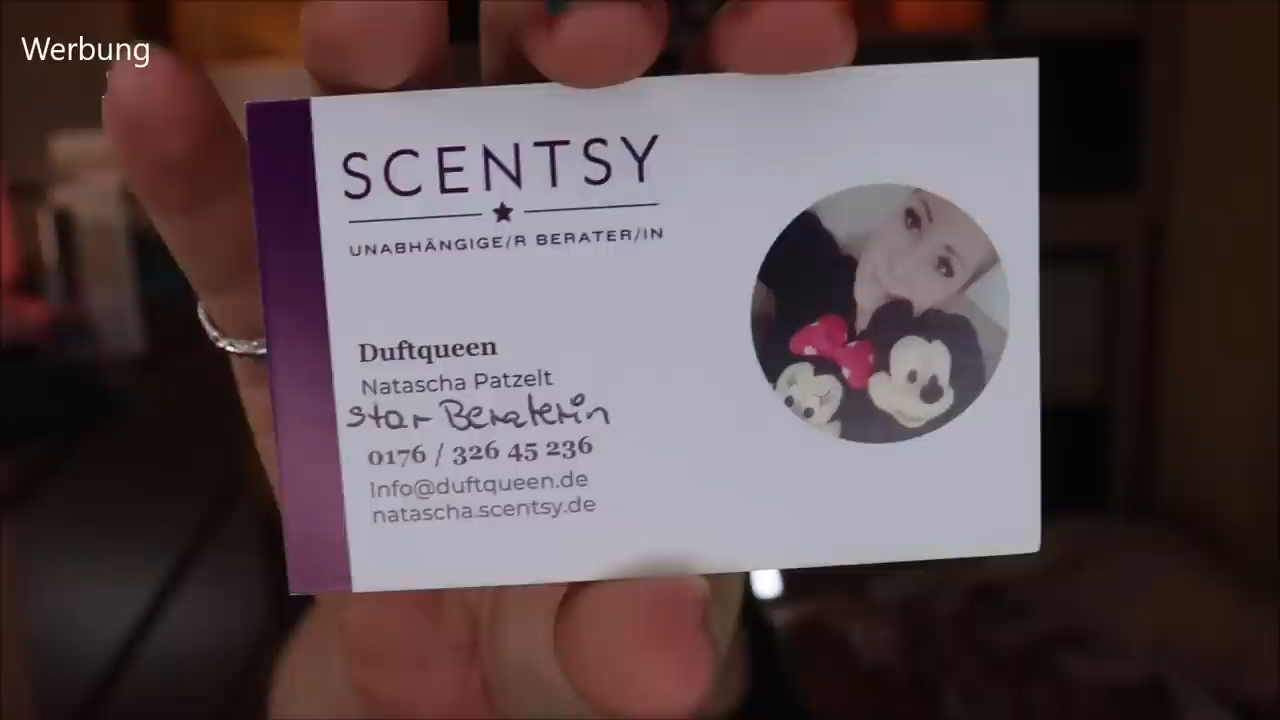 Werbung
SCENTSY
UNABHÄNGIGE/R BERATER/IN
Duftqueen
Natascha Patzelt
Star Beraterin
0176 / 326 45 236
Info@duftqueen.de
natascha.scentsy.de